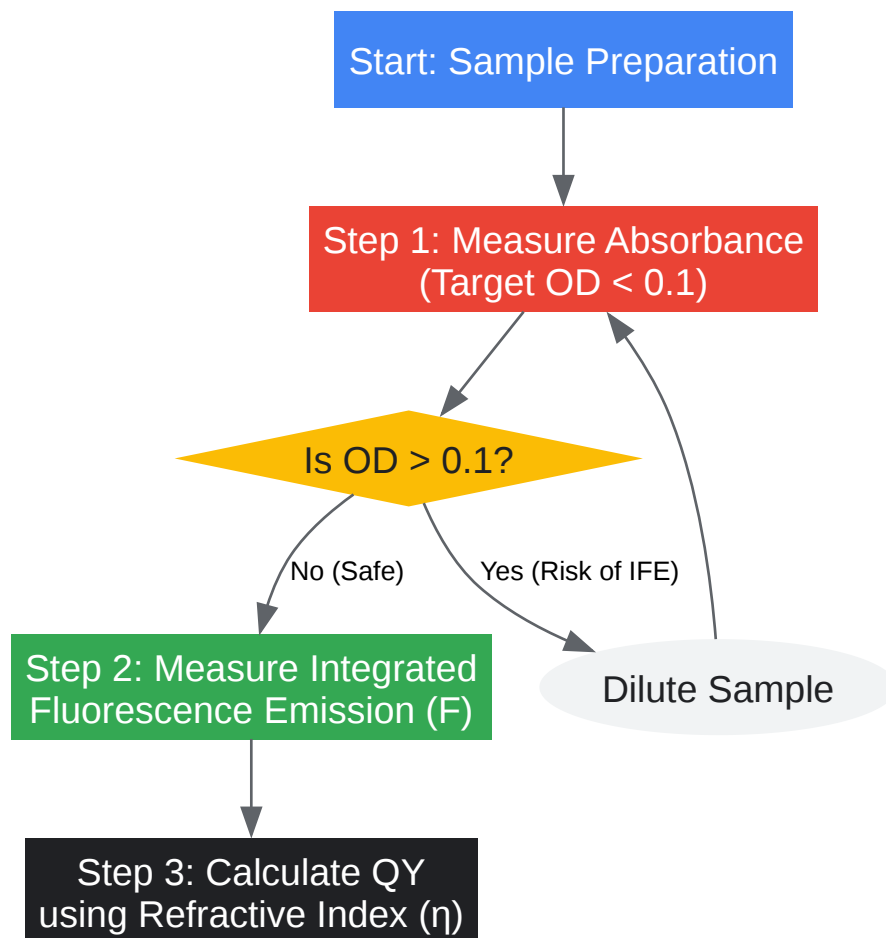 Start: Sample Preparation
Step 1: Measure Absorbance
(Target OD < 0.1)
Is OD > 0.1?
No (Safe)
Yes (Risk of IFE)
Step 2: Measure Integrated
Fluorescence Emission (F)
Dilute Sample
Step 3: Calculate QY
using Refractive Index (η)